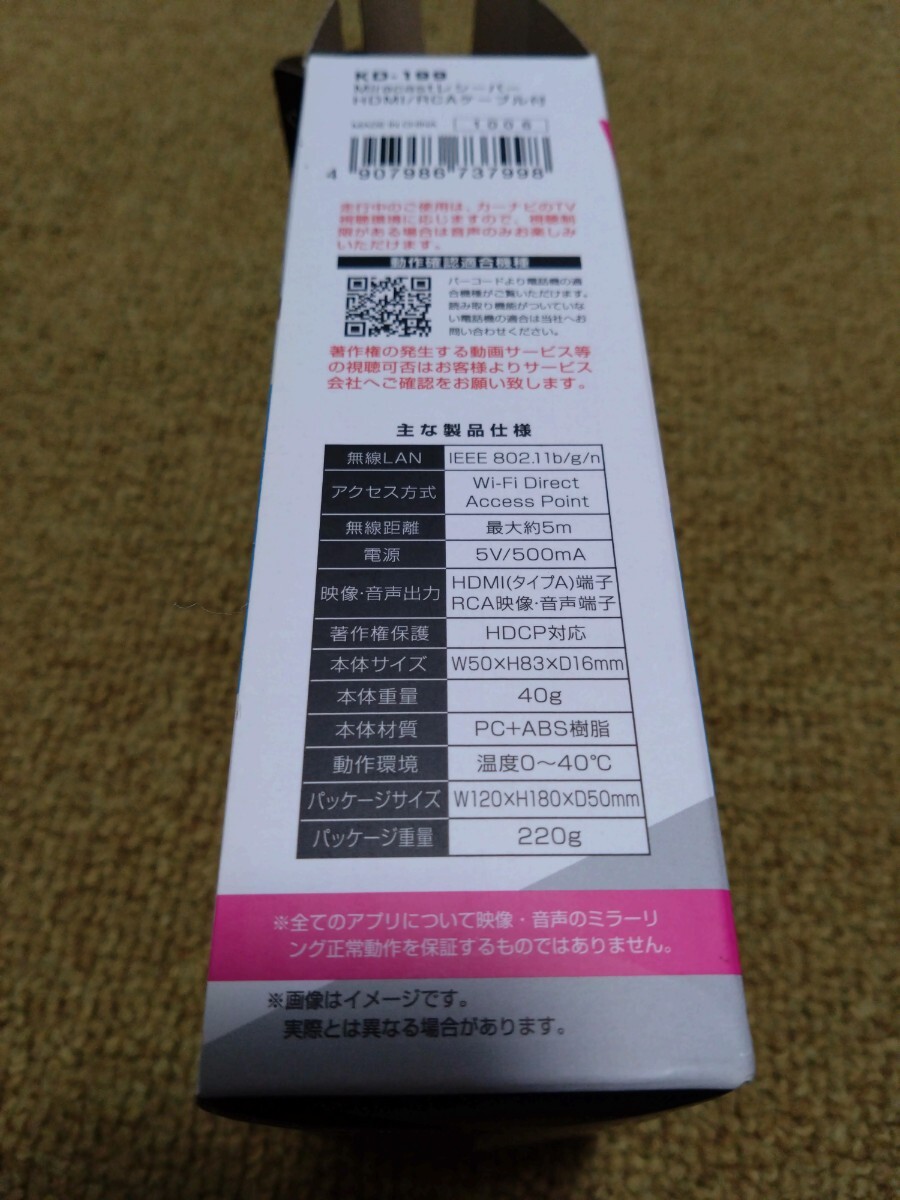 KD-199
Miracastレシーバー
HDMI/RCAケーブル付
MADE IN CHINA 1006
4 907986 737998
走行中のご使用は、カーナビのTV
視聴環境に応じますので、視聴制
限がある場合は音声のみお楽しみ
いただけます。
動作確認適合機種
バーコードより電話機の適
合機種がご覧いただけます。
読み取り機能がついていな
い電話機の適合は当社へお
問い合わせください。
著作権の発生する動画サービス等
の視聴可否はお客様よりサービス
会社へご確認をお願い致します。
主な製品仕様
無線LAN IEEE 802.11b/g/n
アクセス方式 Wi-Fi Direct
Access Point
無線距離 最大約5m
電源 5V/500mA
映像・音声出力 HDMI(タイプA)端子
RCA映像・音声端子
著作権保護 HDCP対応
本体サイズ W50×H83×D16mm
本体重量 40g
本体材質 PC+ABS樹脂
動作環境 温度0～40℃
パッケージサイズ W120×H180×D50mm
パッケージ重量 220g
※全てのアプリについて映像・音声のミラーリ
ング正常動作を保証するものではありません。
※画像はイメージです。
実際とは異なる場合があります。